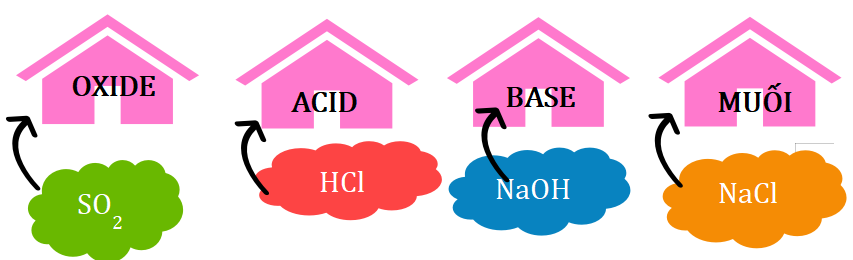 OXIDE
ACID
BASE
MUỐI
SO₂
HCl
NaOH
NaCl